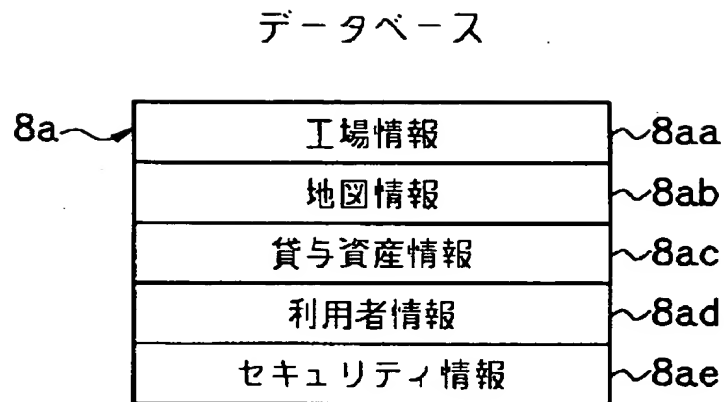 データベース
8a 工場情報 8aa
地図情報 8ab
貸与資産情報 8ac
利用者情報 8ad
セキュリティ情報 8ae